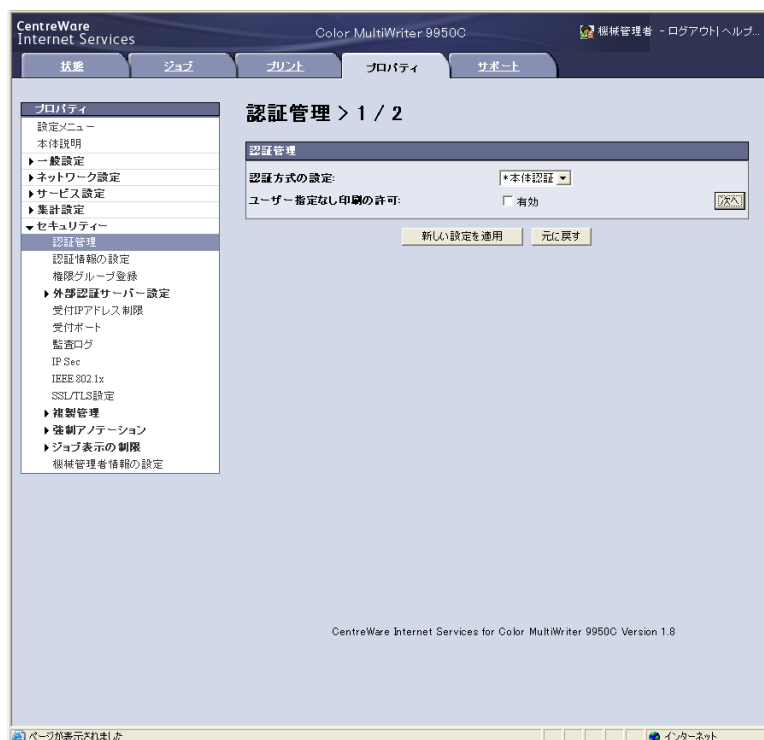 CentreWare
Internet Services
Color MultiWriter 9950C
機械管理者 - ログアウト|ヘルプ...
状態
ジョブ
プリント
プロパティ
サポート
プロパティ
設定メニュー
本体説明
一般設定
ネットワーク設定
サービス設定
集計設定
セキュリティー
認証管理
認証情報の設定
権限グループ登録
外部認証サーバー設定
受付IPアドレス制限
受付ポート
監査ログ
IP Sec
IEEE 802.1x
SSL/TLS設定
複製管理
強制アノテーション
ジョブ表示の制限
機械管理者情報の設定
認証管理 > 1 / 2
認証管理
認証方式の設定: *本体認証
ユーザー指定なし印刷の許可: 有効 次へ
新しい設定を適用 元に戻す
CentreWare Internet Services for Color MultiWriter 9950C Version 1.8
ページが表示されました インターネット